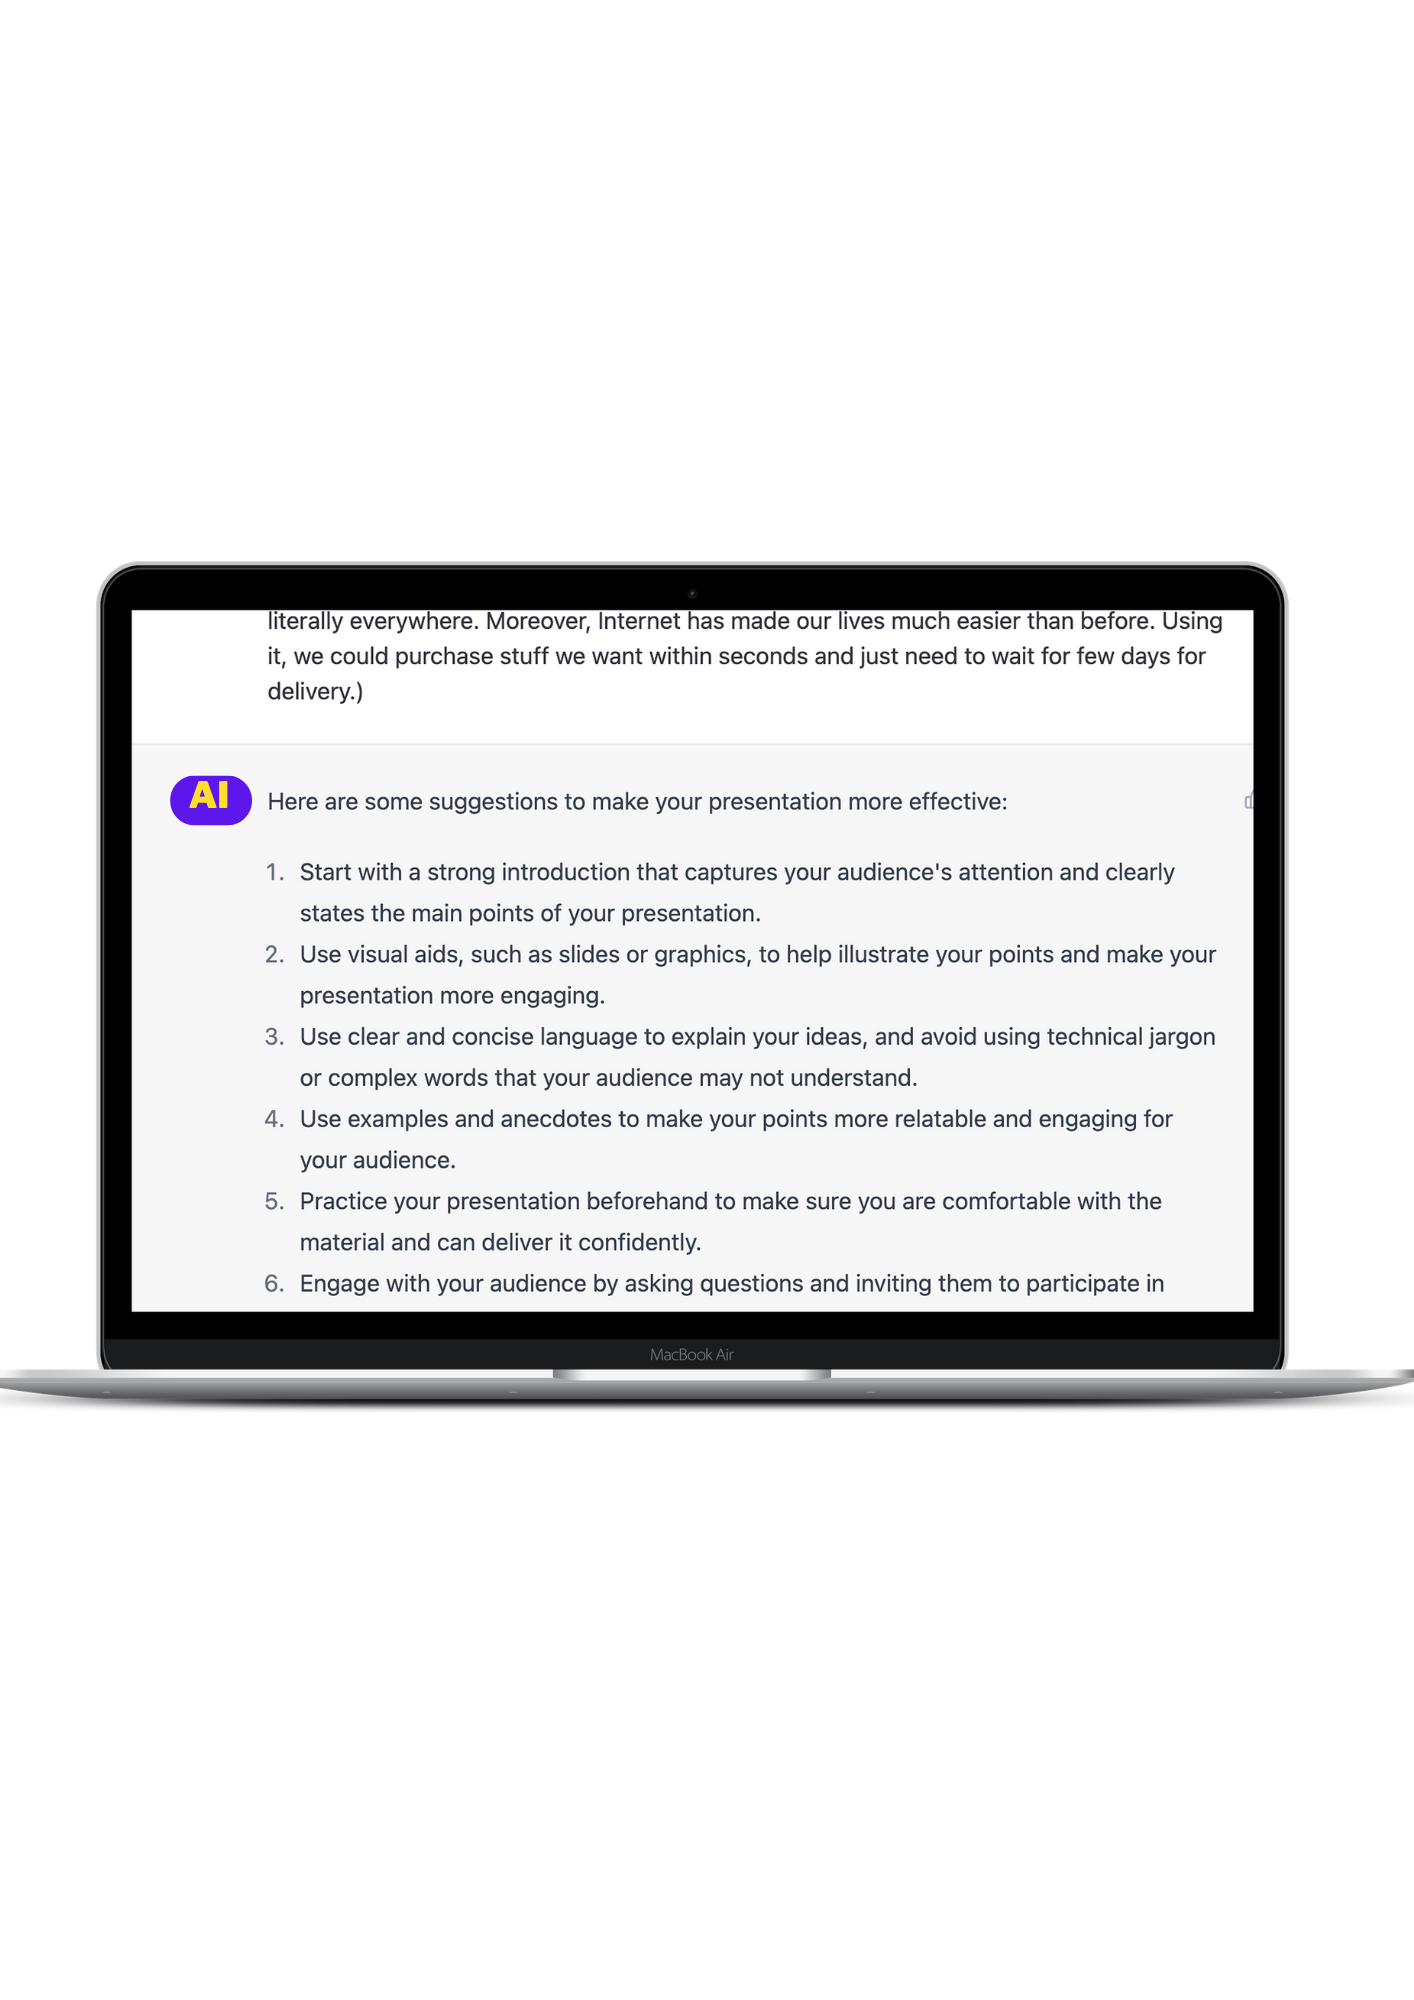 literally everywhere. Moreover, Internet has made our lives much easier than before. Using
it, we could purchase stuff we want within seconds and just need to wait for few days for
delivery.)
AI
Here are some suggestions to make your presentation more effective:
1. Start with a strong introduction that captures your audience's attention and clearly
states the main points of your presentation.
2. Use visual aids, such as slides or graphics, to help illustrate your points and make your
presentation more engaging.
3. Use clear and concise language to explain your ideas, and avoid using technical jargon
or complex words that your audience may not understand.
4. Use examples and anecdotes to make your points more relatable and engaging for
your audience.
5. Practice your presentation beforehand to make sure you are comfortable with the
material and can deliver it confidently.
6. Engage with your audience by asking questions and inviting them to participate in
MacBook Air